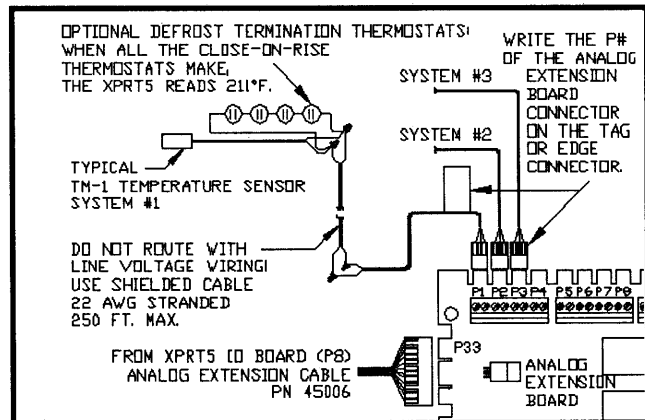 OPTIONAL DEFROST TERMINATION THERMOSTATS:
WHEN ALL THE CLOSE-ON-RISE
THERMOSTATS MAKE,
THE XPRT5 READS 211°F.
WRITE THE P#
OF THE ANALOG
EXTENSION
BOARD
CONNECTOR
ON THE TAG
OR EDGE
CONNECTOR.
SYSTEM #3
SYSTEM #2
TYPICAL
TM-1 TEMPERATURE SENSOR
SYSTEM #1
DO NOT ROUTE WITH
LINE VOLTAGE WIRING!
USE SHIELDED CABLE
22 AWG STRANDED
250 FT. MAX.
P1 P2 P3 P4 P5 P6 P7 P8
FROM XPRT5 IO BOARD (P8)
ANALOG EXTENSION CABLE
PN 45006
P33
ANALOG
EXTENSION
BOARD